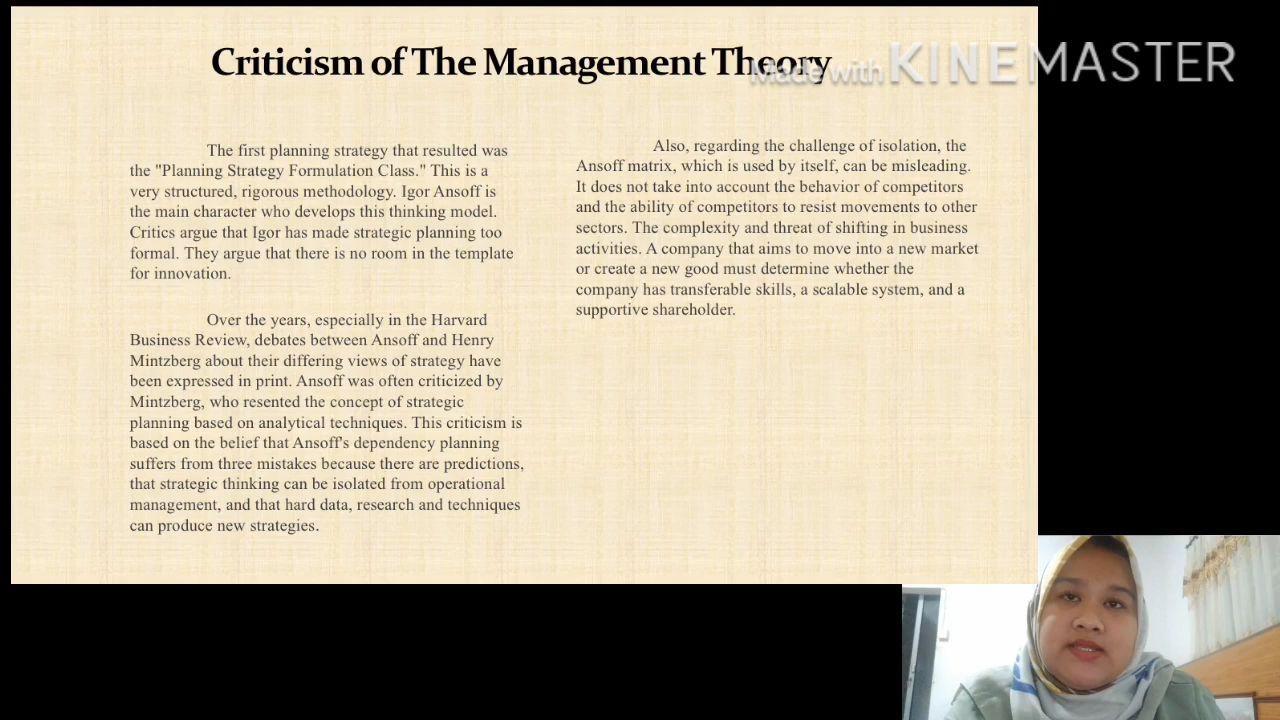 Criticism of The Management Theory
Made with KINEMASTER
The first planning strategy that resulted was
the "Planning Strategy Formulation Class." This is a
very structured, rigorous methodology. Igor Ansoff is
the main character who develops this thinking model.
Critics argue that Igor has made strategic planning too
formal. They argue that there is no room in the template
for innovation.
Over the years, especially in the Harvard
Business Review, debates between Ansoff and Henry
Mintzberg about their differing views of strategy have
been expressed in print. Ansoff was often criticized by
Mintzberg, who resented the concept of strategic
planning based on analytical techniques. This criticism is
based on the belief that Ansoff's dependency planning
suffers from three mistakes because there are predictions,
that strategic thinking can be isolated from operational
management, and that hard data, research and techniques
can produce new strategies.
Also, regarding the challenge of isolation, the
Ansoff matrix, which is used by itself, can be misleading.
It does not take into account the behavior of competitors
and the ability of competitors to resist movements to other
sectors. The complexity and threat of shifting in business
activities. A company that aims to move into a new market
or create a new good must determine whether the
company has transferable skills, a scalable system, and a
supportive shareholder.